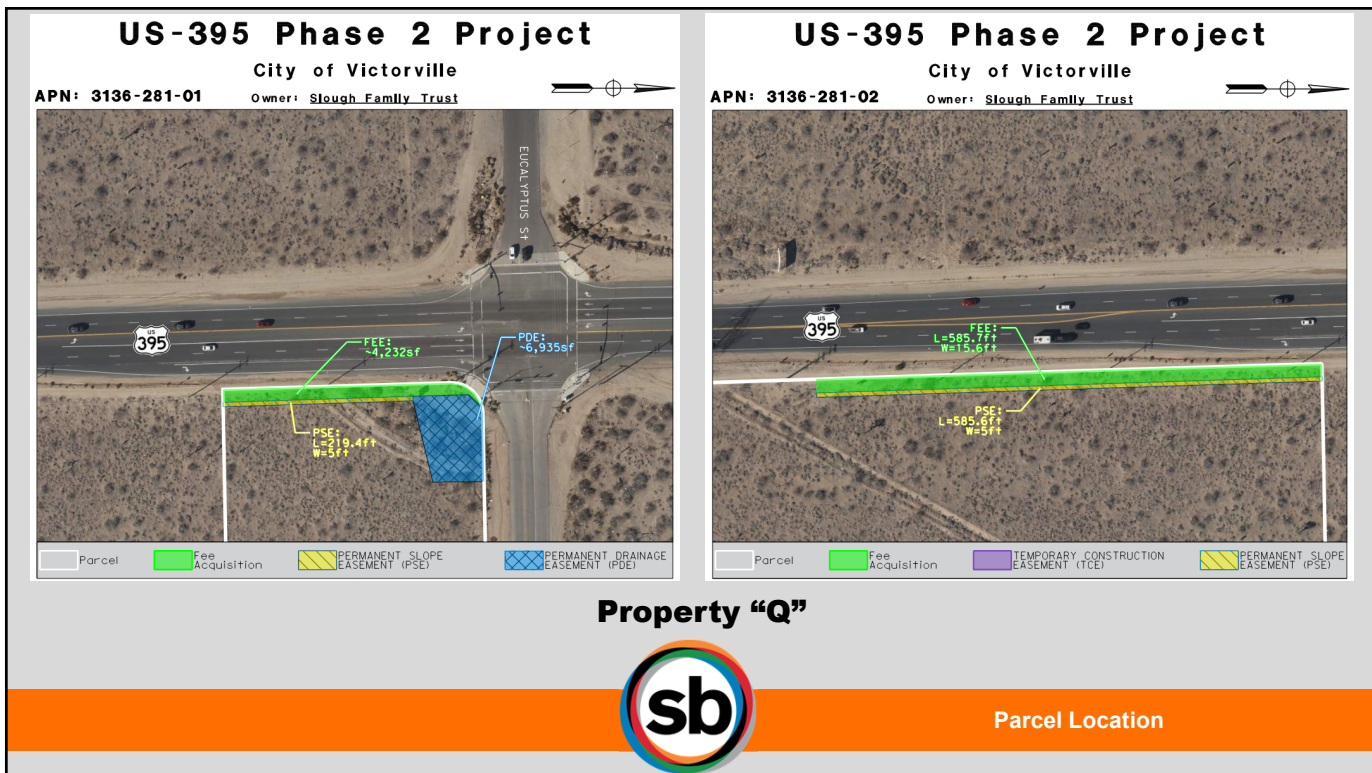 US-395 Phase 2 Project
City of Victorville
APN: 3136-281-01 Owner: Slough Family Trust
EUCALYPTUS St
US
395
FEE:
~4,232sf
PDE:
~6,935sf
PSE:
L=219.4ft
W=5ft
Parcel
Fee
Acquisition
PERMANENT SLOPE
EASEMENT (PSE)
PERMANENT DRAINAGE
EASEMENT (PDE)
US-395 Phase 2 Project
City of Victorville
APN: 3136-281-02 Owner: Slough Family Trust
US
395
FEE:
L=585.7ft
W=15.6ft
PSE:
L=585.6ft
W=5ft
Parcel
Fee
Acquisition
TEMPORARY CONSTRUCTION
EASEMENT (TCE)
PERMANENT SLOPE
EASEMENT (PSE)
Property “Q”
sb
Parcel Location